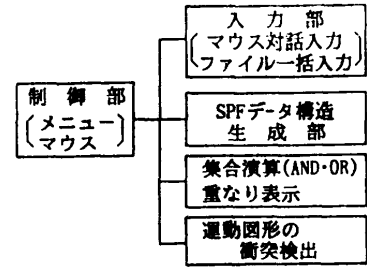 制御部
(メニュー
マウス)
入力部
(マウス対話入力
ファイル一括入力)
SPFデータ構造
生成部
集合演算(AND・OR)
重なり表示
運動図形の
衝突検出